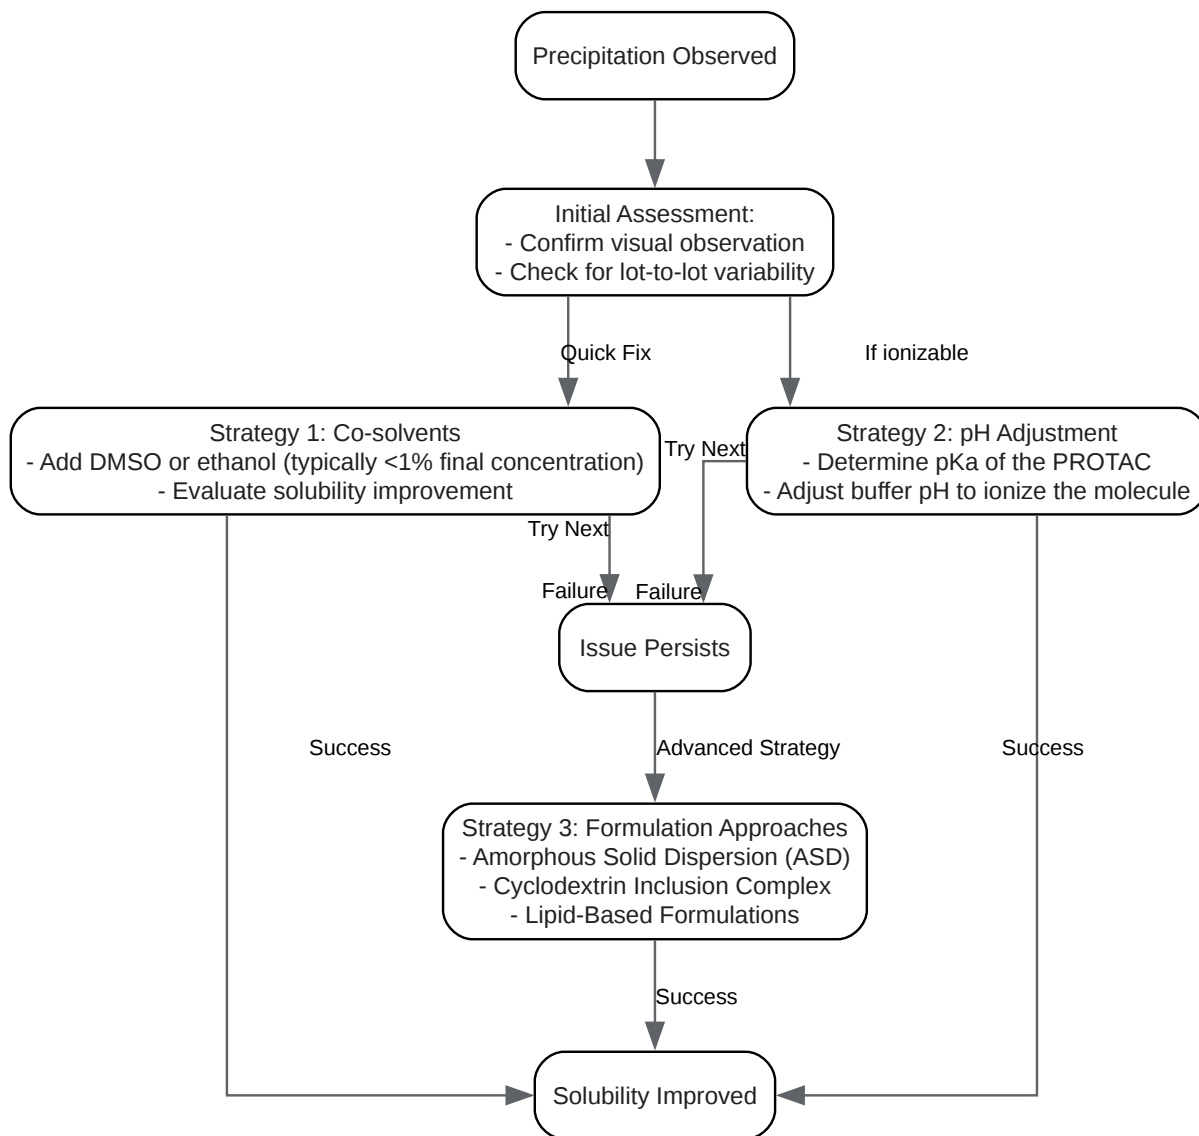 Precipitation Observed
Initial Assessment:
- Confirm visual observation
- Check for lot-to-lot variability
Quick Fix
If ionizable
Strategy 1: Co-solvents
- Add DMSO or ethanol (typically <1% final concentration)
- Evaluate solubility improvement
Try Next
Strategy 2: pH Adjustment
- Determine pKa of the PROTAC
- Adjust buffer pH to ionize the molecule
Try Next
Failure
Failure
Issue Persists
Success
Advanced Strategy
Success
Strategy 3: Formulation Approaches
- Amorphous Solid Dispersion (ASD)
- Cyclodextrin Inclusion Complex
- Lipid-Based Formulations
Success
Solubility Improved